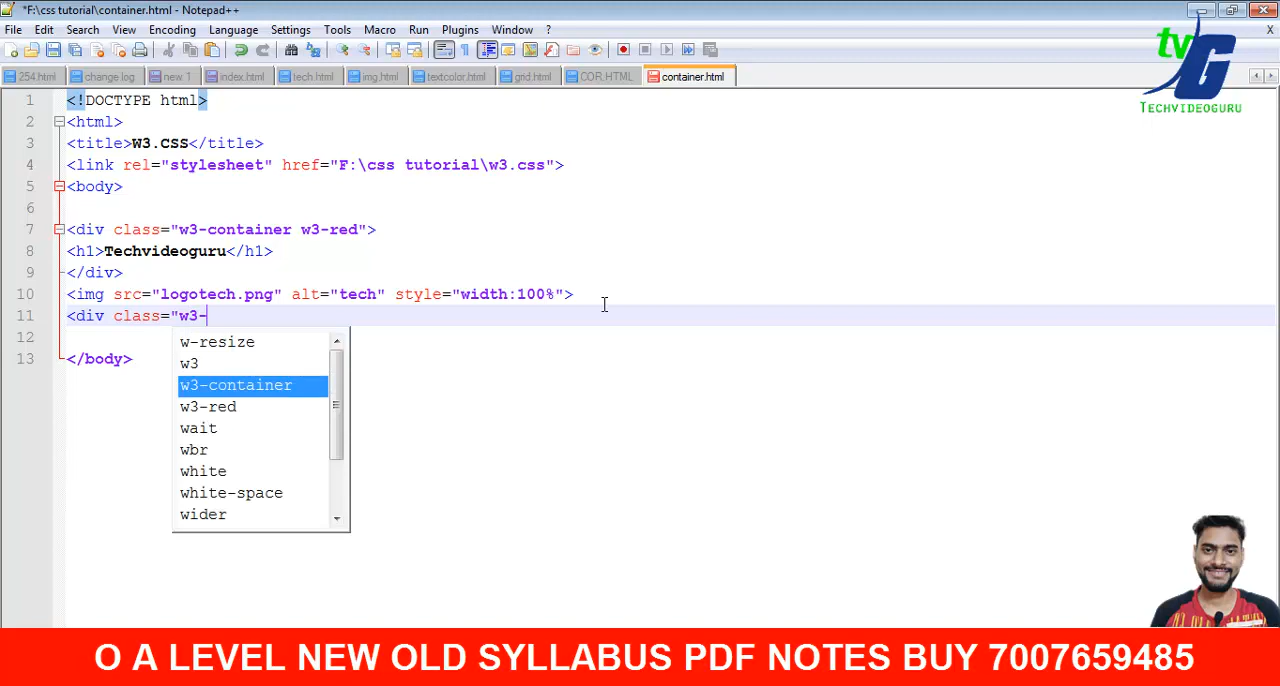 *F:\css tutorial\container.html - Notepad++
File Edit Search View Encoding Language Settings Tools Macro Run Plugins Window ? X
254.html change log new 1 index.html tech.html img.html textcolor.html grid.html COR.HTML container.html
tvG
TECHVIDEOGURU
1 <!DOCTYPE html>
2 <html>
3 <title>W3.CSS</title>
4 <link rel="stylesheet" href="F:\css tutorial\w3.css">
5 <body>
6
7 <div class="w3-container w3-red">
8 <h1>Techvideoguru</h1>
9 </div>
10 <img src="logotech.png" alt="tech" style="width:100%">
11 <div class="w3-
12
13 </body>
w-resize
w3
w3-container
w3-red
wait
wbr
white
white-space
wider
O A LEVEL NEW OLD SYLLABUS PDF NOTES BUY 7007659485